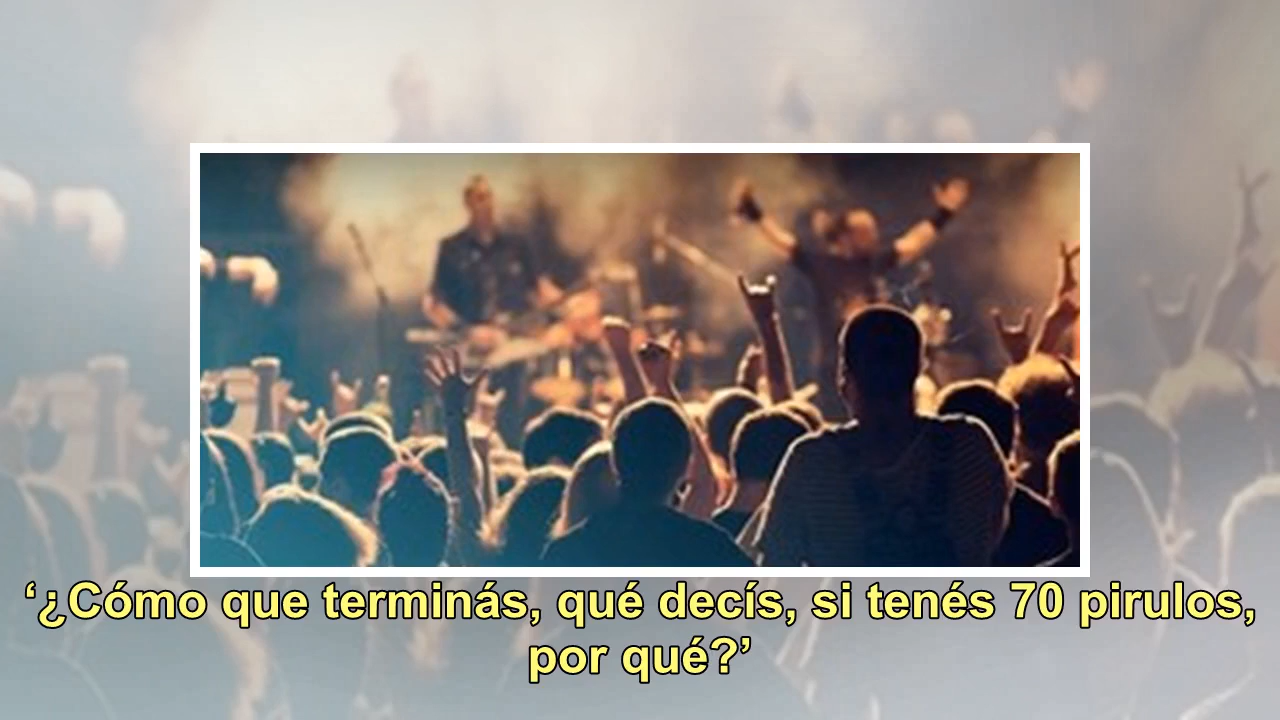 ‘¿Cómo que terminás, qué decís, si tenés 70 pirulos,
por qué?’